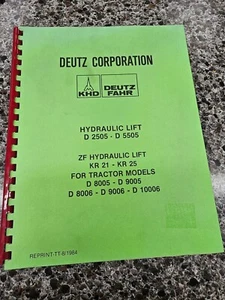 DEUTZ CORPORATION
KHD
DEUTZ
FAHR
HYDRAULIC LIFT
D 2505 - D 5505
ZF HYDRAULIC LIFT
KR 21 - KR 25
FOR TRACTOR MODELS
D 8005 - D 9005
D 8006 - D 9006 - D 10006
REPRINT-TT-8/1984